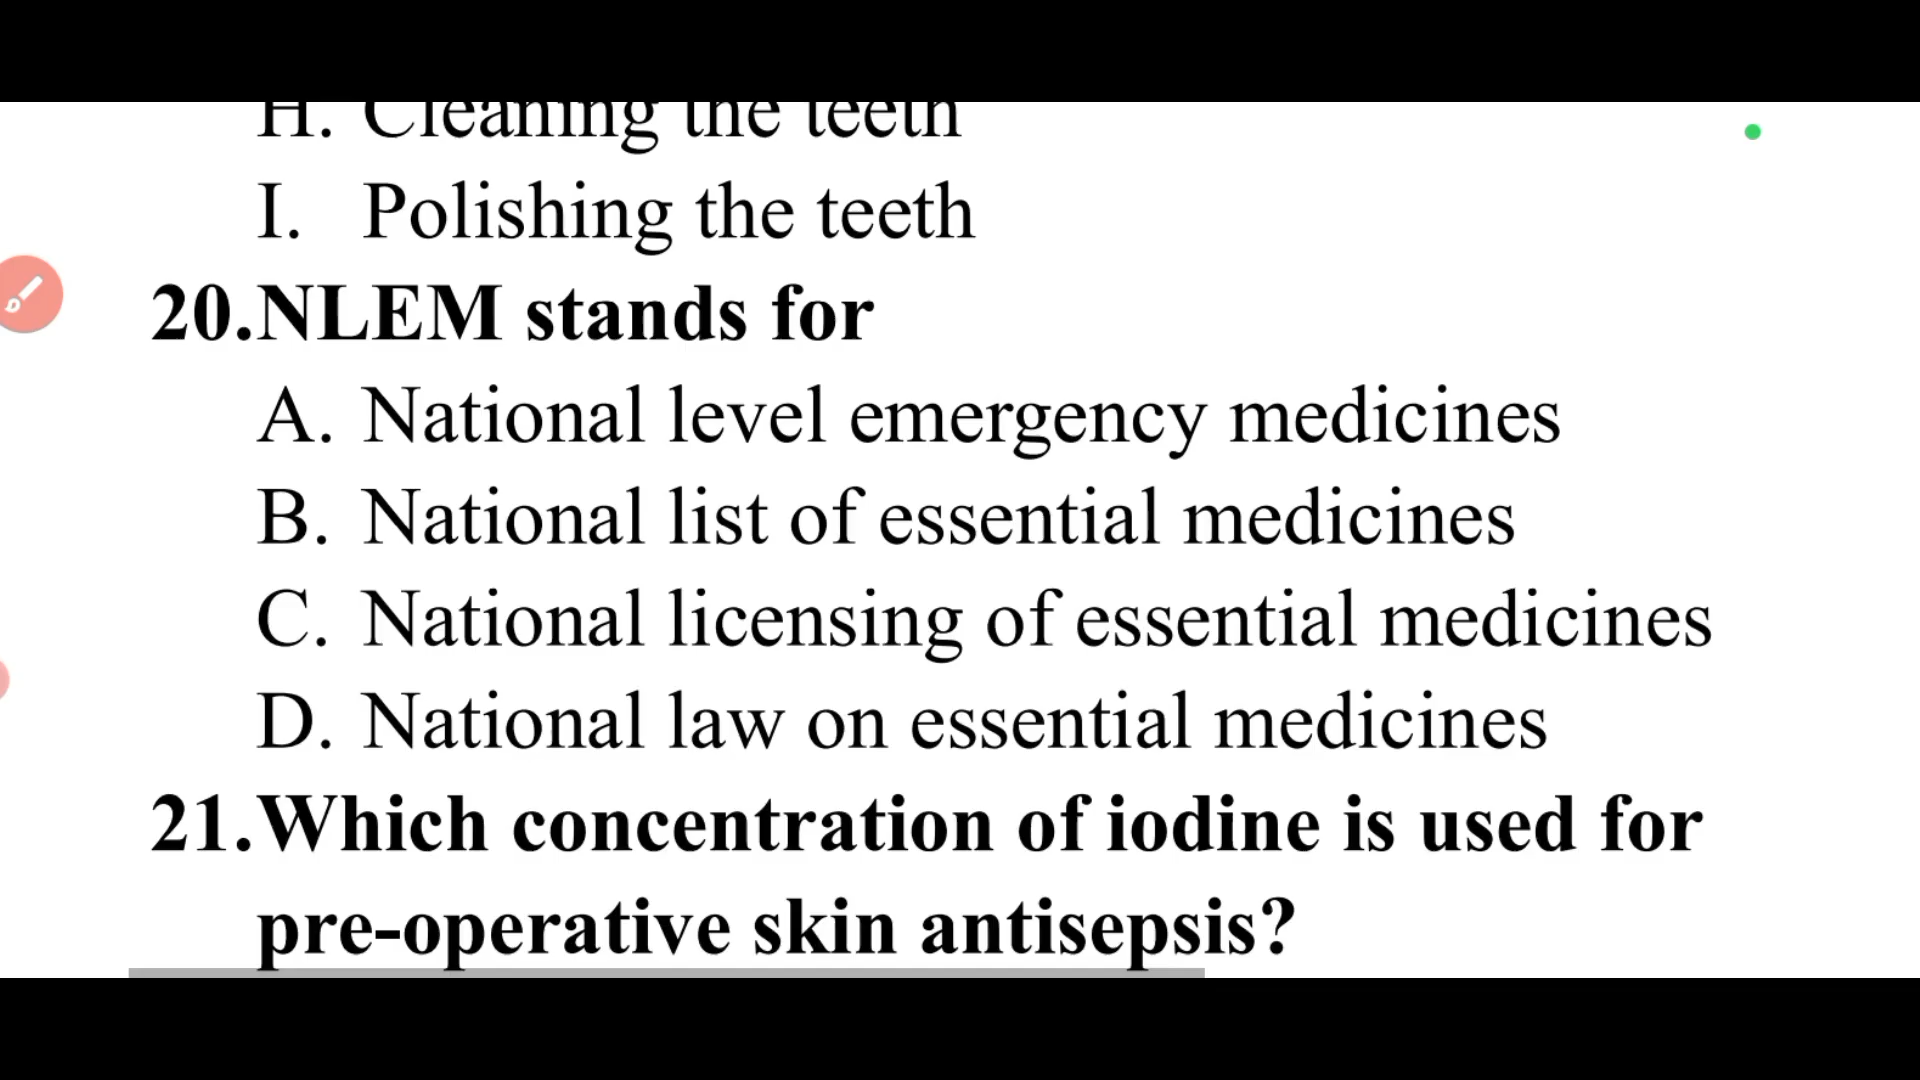 H. Cleaning the teeth
I. Polishing the teeth
20.NLEM stands for
A. National level emergency medicines
B. National list of essential medicines
C. National licensing of essential medicines
D. National law on essential medicines
21.Which concentration of iodine is used for
pre-operative skin antisepsis?